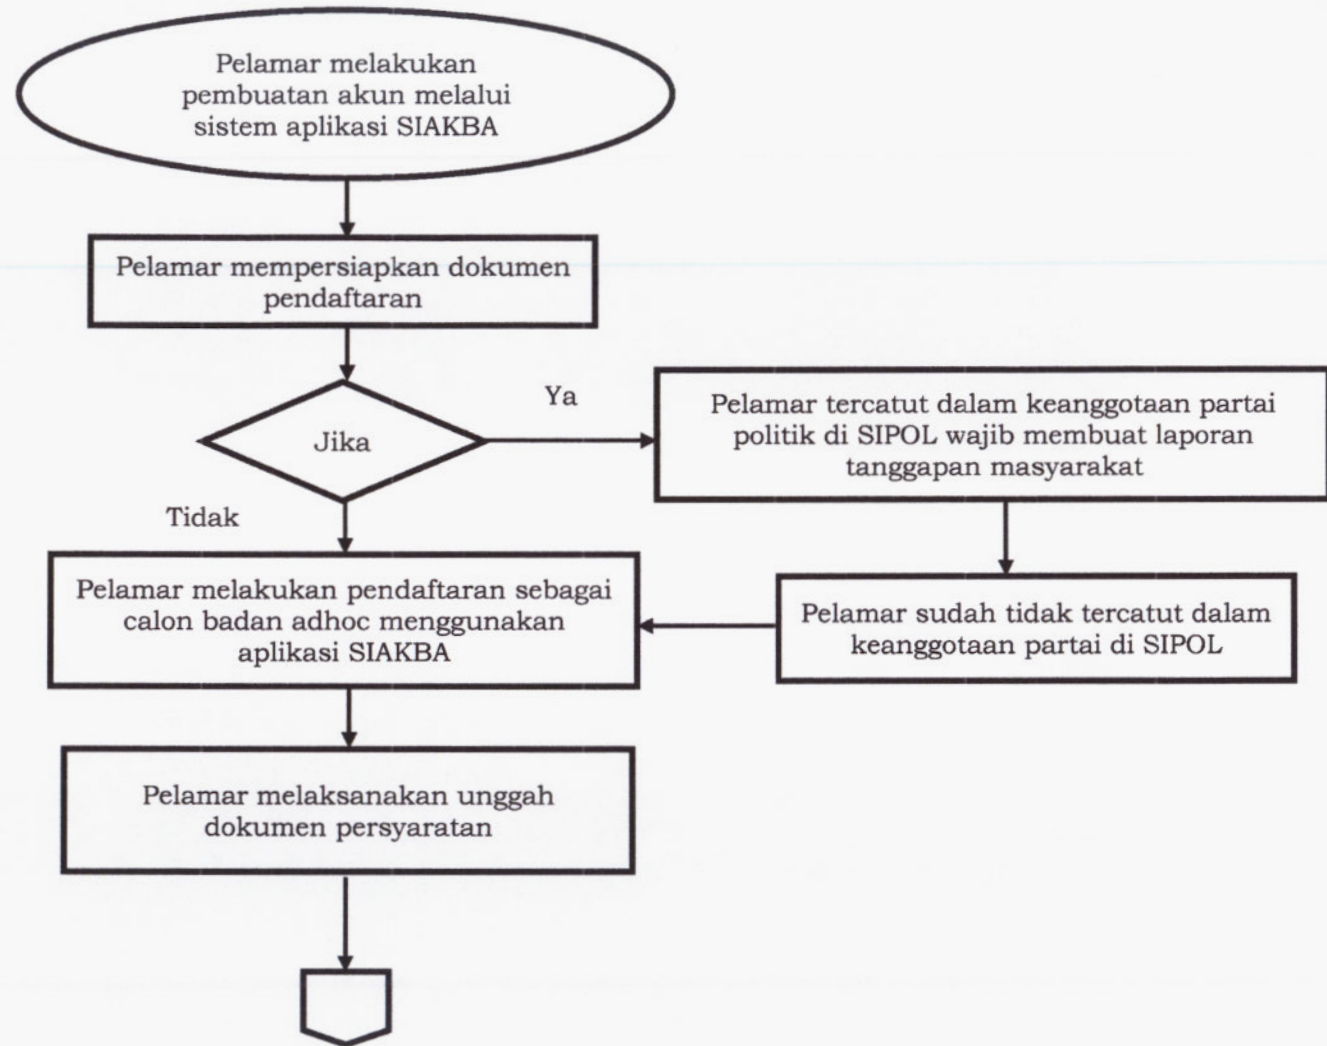 Pelamar melakukan
pembuatan akun melalui
sistem aplikasi SIAKBA
Pelamar mempersiapkan dokumen
pendaftaran
Jika
Ya
Pelamar tercatut dalam keanggotaan partai
politik di SIPOL wajib membuat laporan
tanggapan masyarakat
Tidak
Pelamar melakukan pendaftaran sebagai
calon badan adhoc menggunakan
aplikasi SIAKBA
Pelamar sudah tidak tercatut dalam
keanggotaan partai di SIPOL
Pelamar melaksanakan unggah
dokumen persyaratan